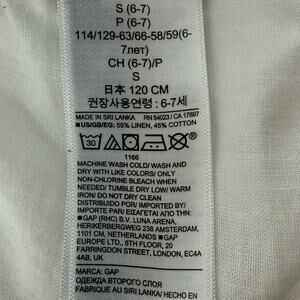 S (6-7)
P (6-7)
114/129-63/66-58/59(6-
7лет)
CH (6-7)/P
S
日本 120 CM
권장사용연령 : 6-7세
MADE IN SRI LANKA RN 54023 / CA 17897
■US/GB/EG: 55% LINEN, 45% COTTON
30
1166
MACHINE WASH COLD/ WASH AND
DRY WITH LIKE COLORS/ ONLY
NON-CHLORINE BLEACH WHEN
NEEDED/ TUMBLE DRY LOW/ WARM
IRON/ DO NOT DRY CLEAN
DISTRIBUIDO POR/ IMPORTED BY/
IMPORTE PAR/ ΕΙΣΑΓΕΤΑΙ ΑΠΟ ΤΗΝ:
■GAP (RHC) B.V. LUNA ARENA,
HERIKERBERGWEG 238 AMSTERDAM,
1101 CM, NETHERLANDS ■GAP
EUROPE LTD., 5TH FLOOR, 20
FARRINGDON STREET, LONDON, EC4A
4AB, UK
MARCA: GAP
ОДЕЖДА ВТОРОГО СЛОЯ
FABRIQUÉ AU SRI LANKA/ HECHO EN